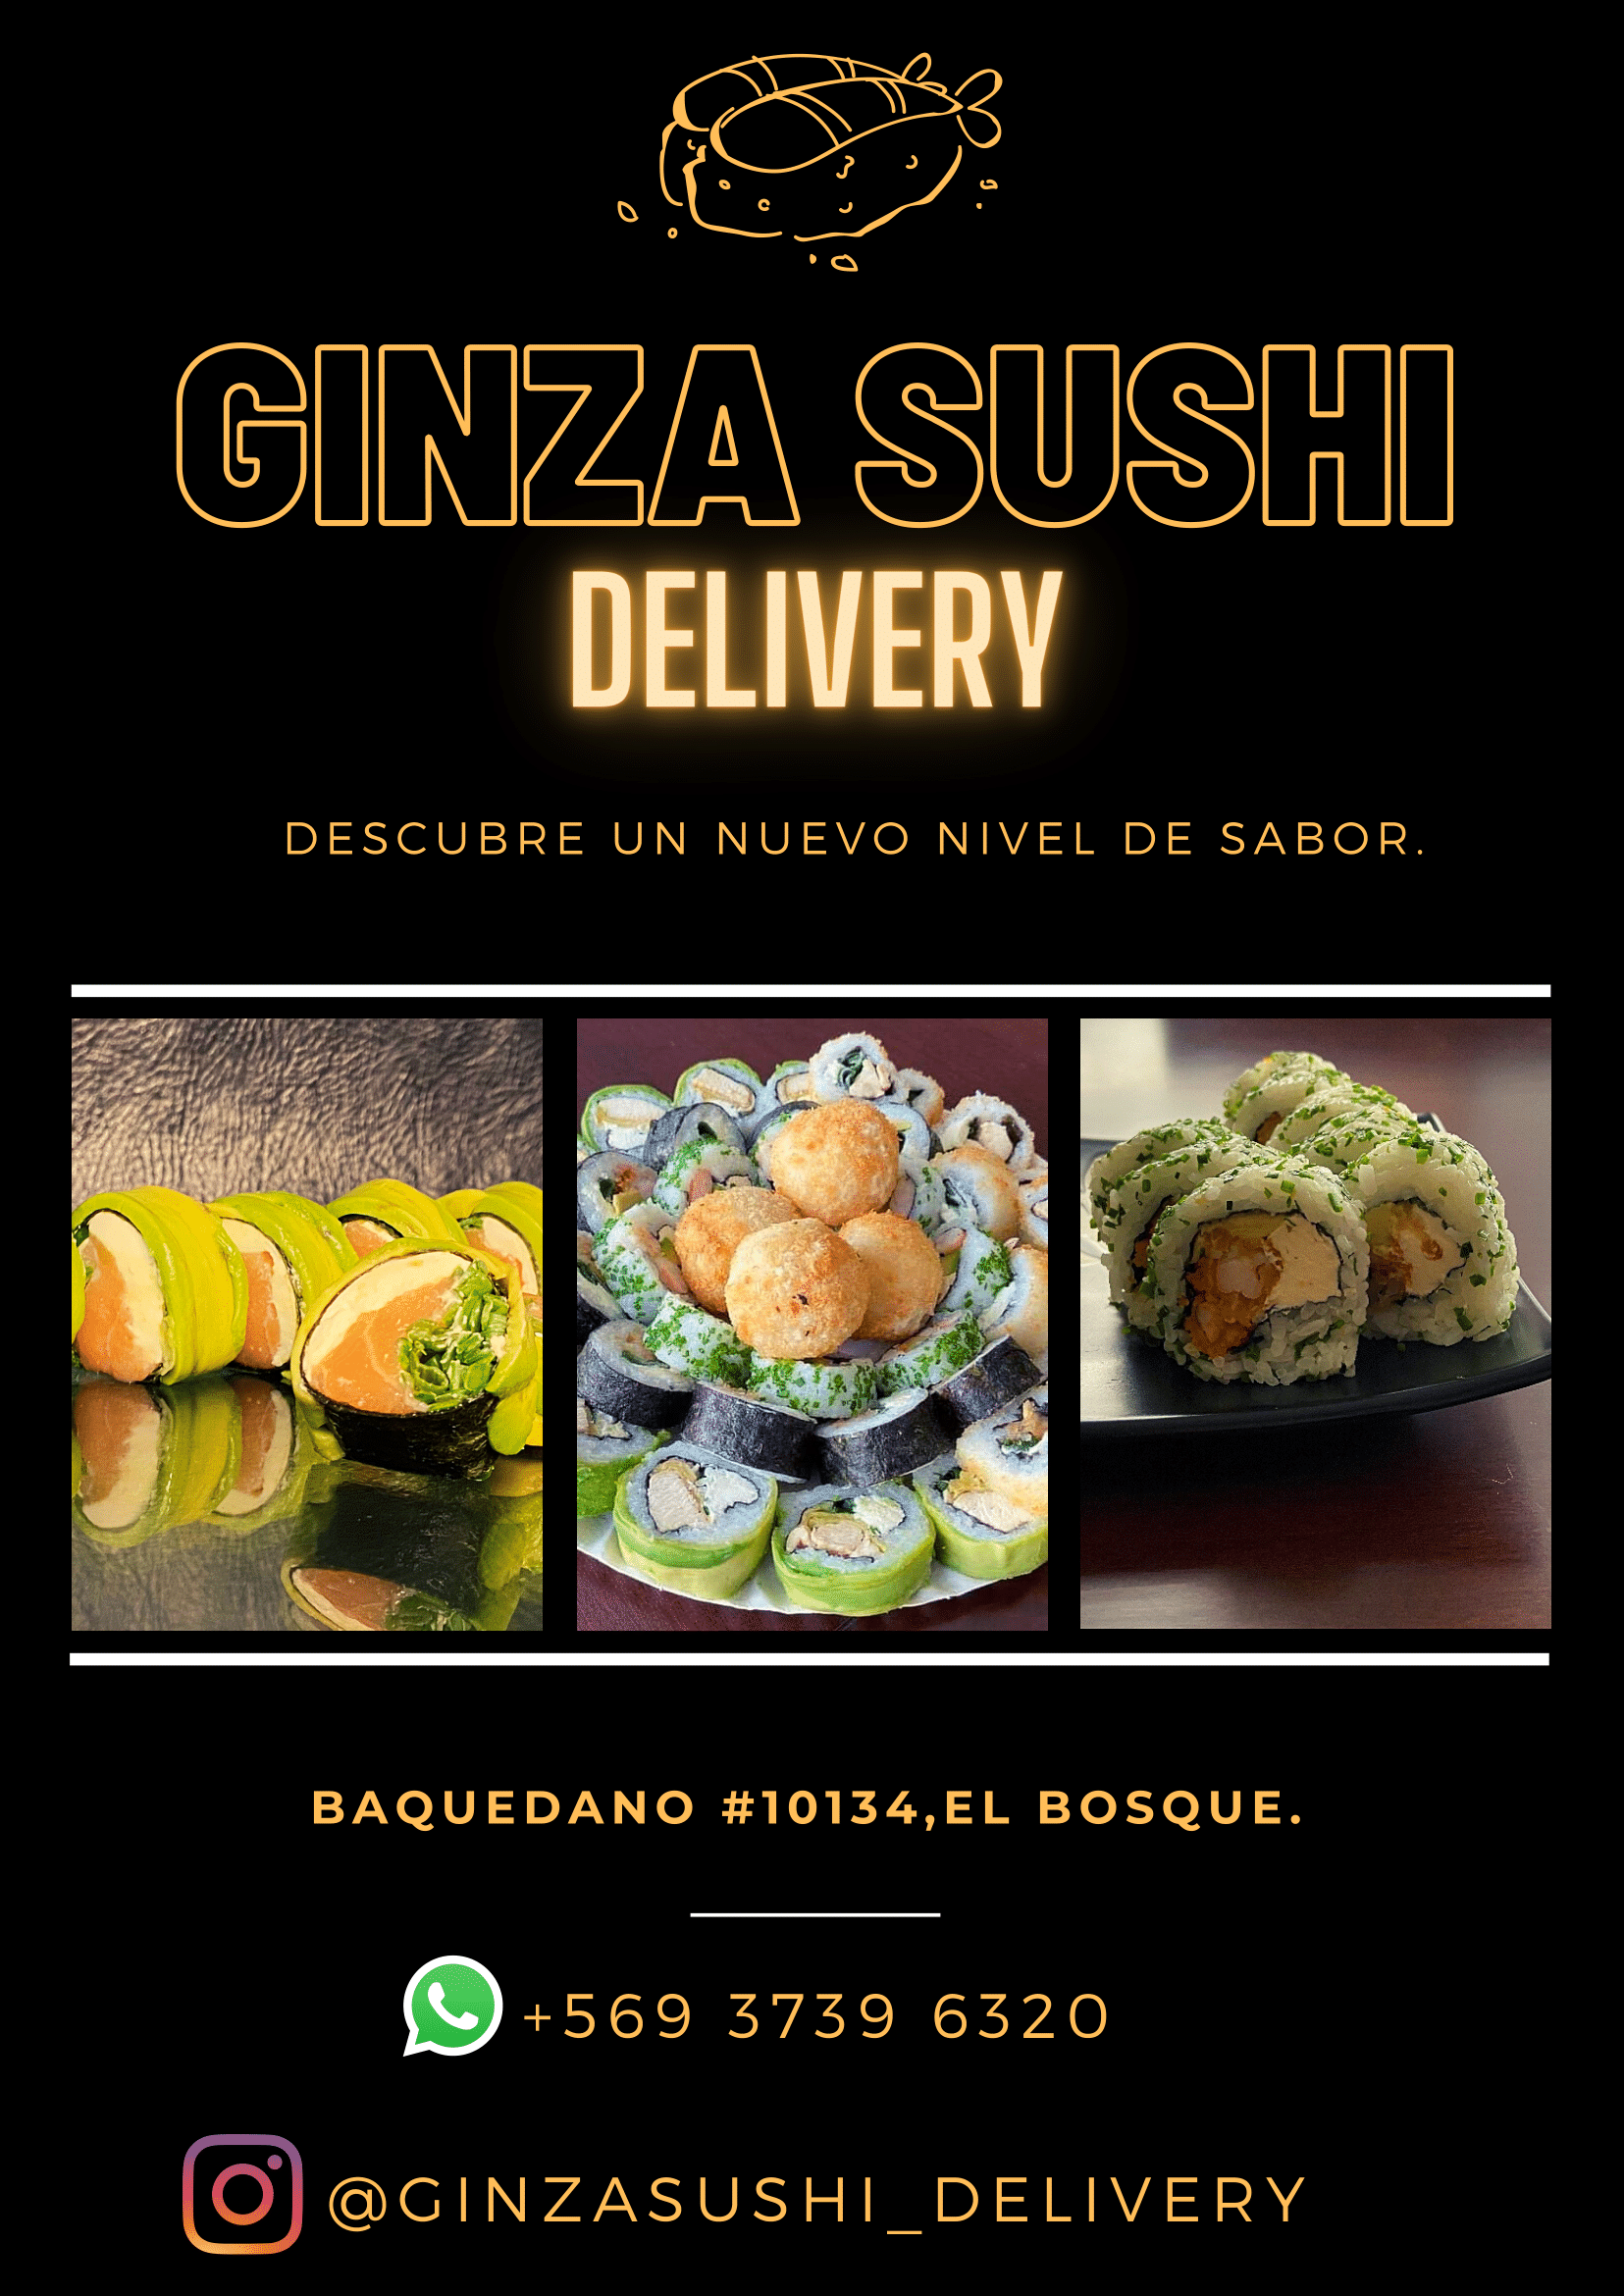 GINZA SUSHI
DELIVERY
DESCUBRE UN NUEVO NIVEL DE SABOR.
BAQUEDANO #10134,EL BOSQUE.
+569 3739 6320
@GINZASUSHI_DELIVERY